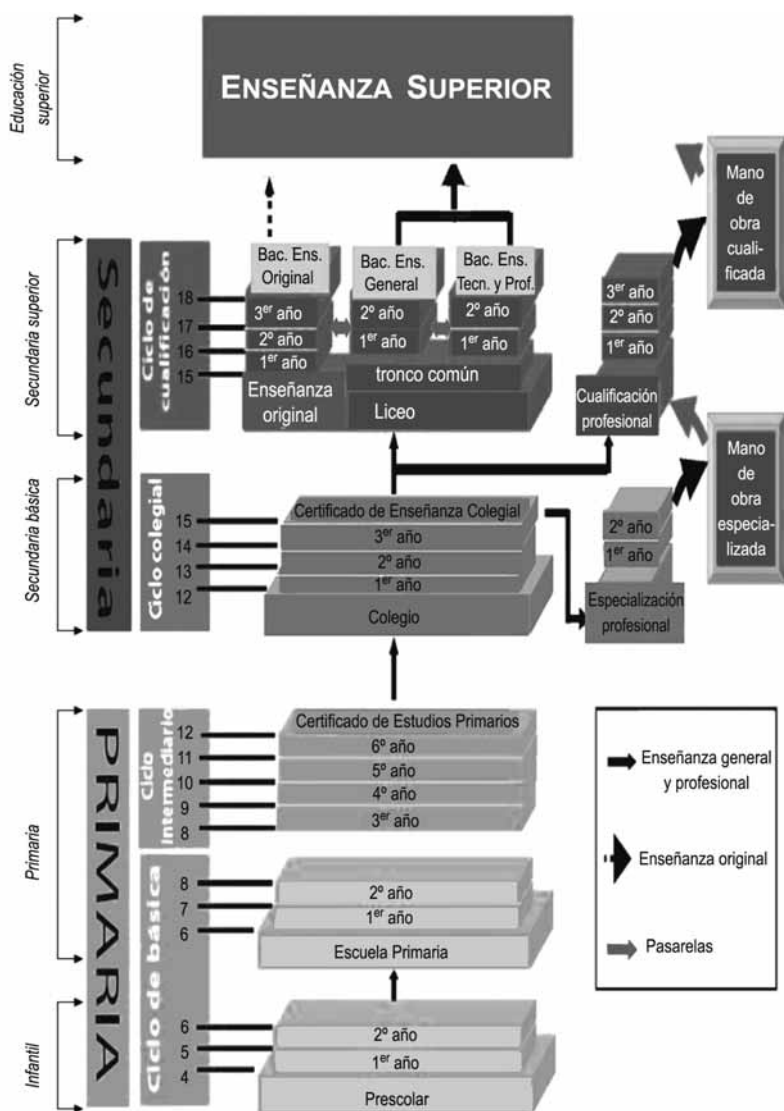 Educación
superior
ENSEÑANZA SUPERIOR
Mano
de
obra
cuali-
ficada
Secundaria superior
Secundaria
Ciclo de
cualificación
18
17
16
15
Bac. Ens.
Original
Bac. Ens.
General
Bac. Ens.
Tecn. y Prof.
3er año
2º año
2º año
2º año
1er año
1er año
1er año
Enseñanza
original
tronco común
Liceo
3er año
2º año
1er año
Cualificación
profesional
Secundaria básica
Ciclo colegial
15
14
13
12
Certificado de Enseñanza Colegial
3er año
2º año
1er año
Colegio
2º año
1er año
Especialización
profesional
Mano
de
obra
especia-
lizada
Primaria
PRIMARIA
Ciclo
Intermediario
12
11
10
9
8
Certificado de Estudios Primarios
6º año
5º año
4º año
3er año
Ciclo de básica
8
7
6
2º año
1er año
Escuela Primaria
Infantil
6
5
4
2º año
1er año
Prescolar
Enseñanza general
y profesional
Enseñanza original
Pasarelas